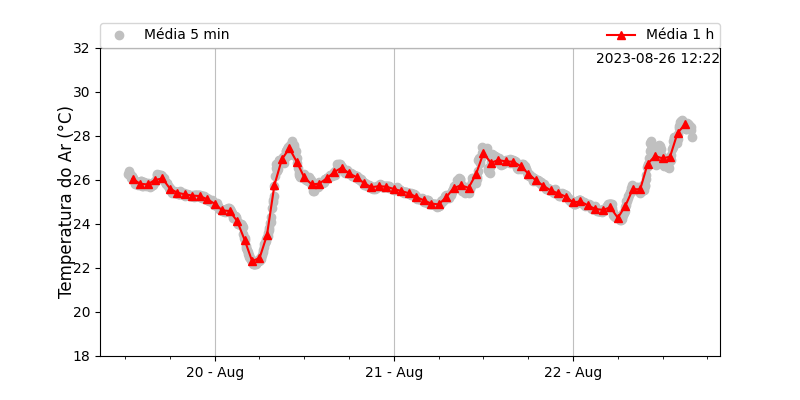 Média 5 min
Média 1 h
2023-08-26 12:22
Temperatura do Ar (°C)
32
30
28
26
24
22
20
18
20 - Aug
21 - Aug
22 - Aug